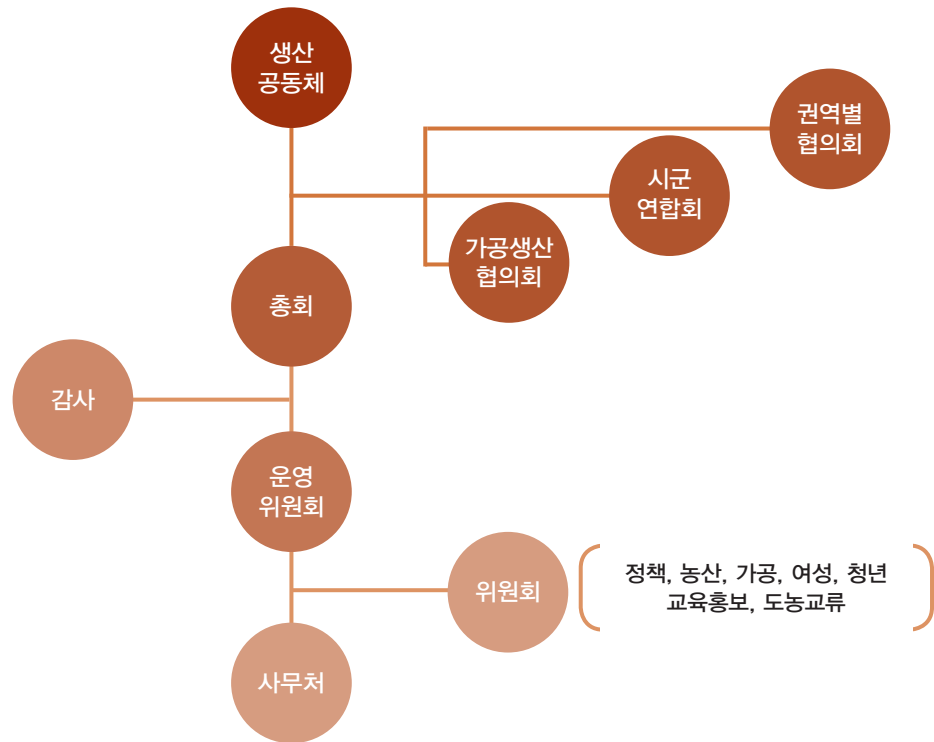 생산
공동체
권역별
협의회
시군
연합회
가공생산
협의회
총회
감사
운영
위원회
위원회
정책, 농산, 가공, 여성, 청년
교육홍보, 도농교류
사무처